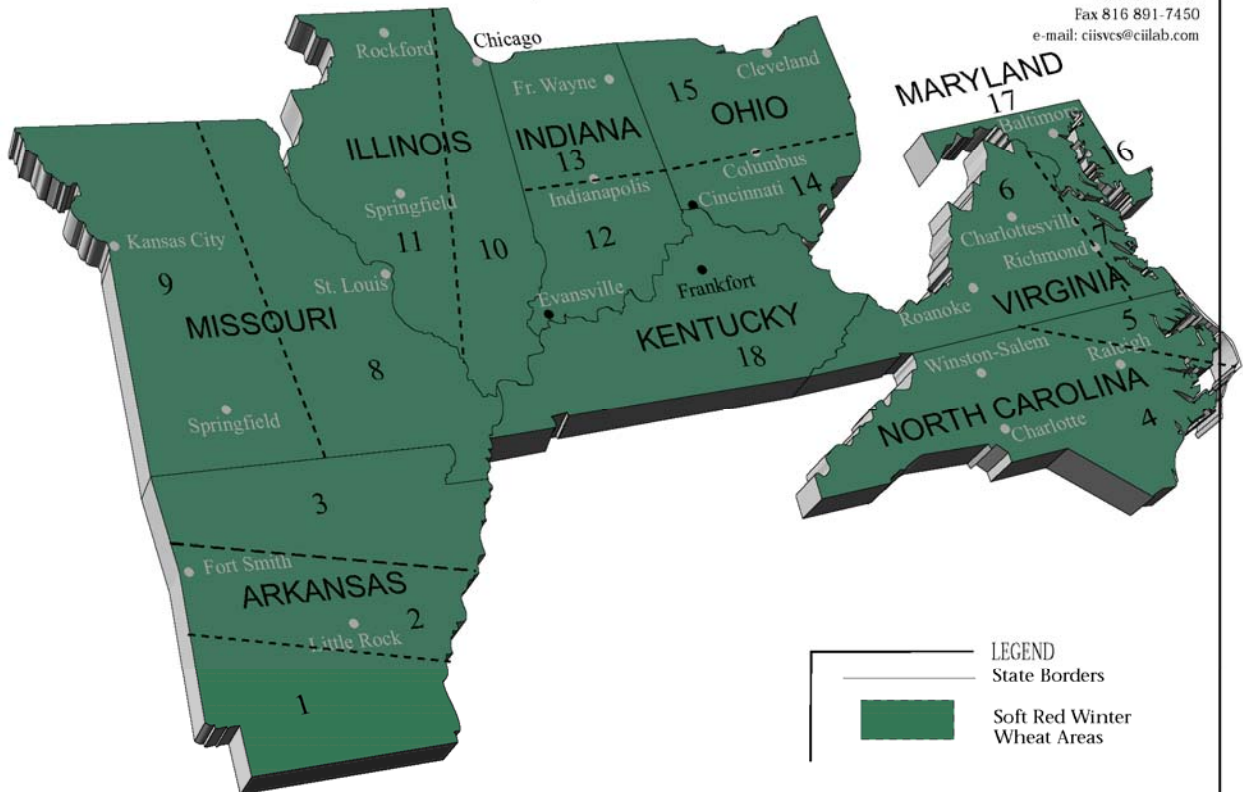 Fax 816 891-7450
e-mail: ciisvcs@ciilab.com
Rockford
Chicago
Fr. Wayne
Cleveland
MARYLAND
17
Baltimore
15
OHIO
ILLINOIS
INDIANA
13
16
Columbus
Springfield
Indianapolis
Cincinnati
14
6
Kansas City
11
10
12
Charlottesville
7
Richmond
9
St. Louis
Evansville
Frankfort
Roanoke
VIRGINIA
MISSOURI
KENTUCKY
18
5
8
Winston-Salem
Raleigh
Springfield
NORTH CAROLINA
Charlotte
4
3
Fort Smith
ARKANSAS
2
Little Rock
1
LEGEND
State Borders
Soft Red Winter
Wheat Areas